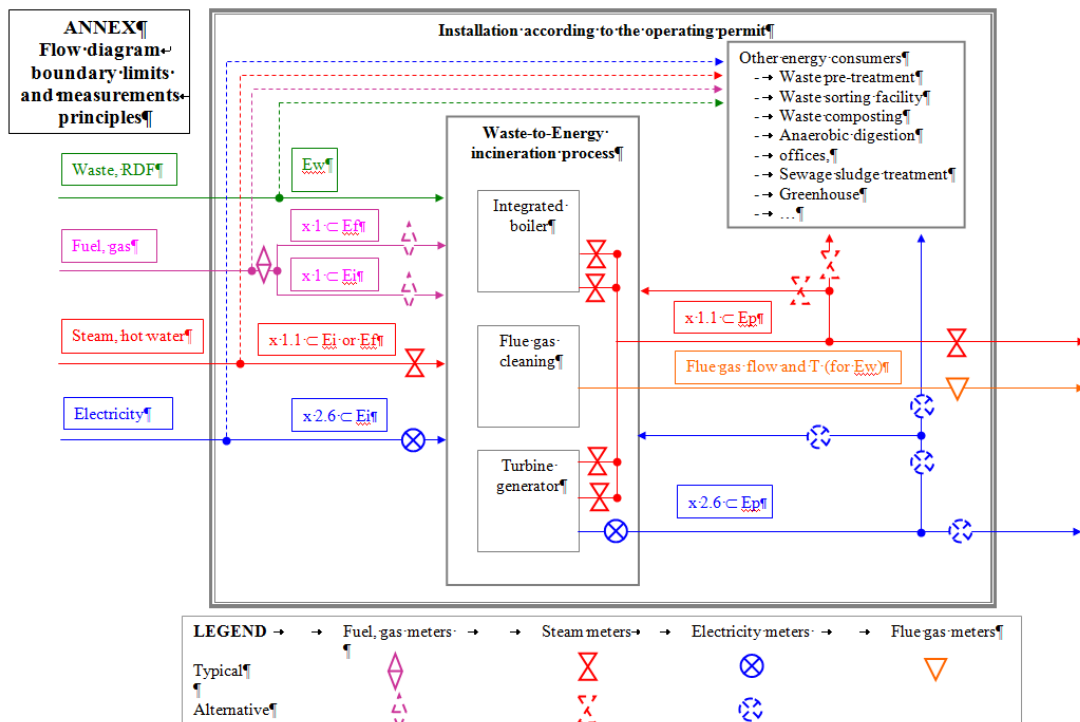 ANNEX¶
Flow·diagram↵
boundary·limits·
and·measurements↵
principles¶
Installation·according·to·the·operating·permit¶
Other·energy·consumers¶
-→ Waste·pre-treatment¶
-→ Waste·sorting·facility¶
-→ Waste·composting¶
-→ Anaerobic·digestion¶
-→ offices,¶
-→ Sewage·sludge·treatment¶
-→ Greenhouse¶
-→ …¶
Waste-to-Energy·
incineration·process¶
Waste,·RDF¶
Ew¶
Fuel,·gas¶
x·1·⊂·Ef¶
x·1·⊂·Ei¶
Steam,·hot·water¶
x·1.1·⊂·Ei·or·Ef¶
Electricity¶
x·2.6·⊂·Ei¶
Integrated·
boiler¶
Flue·gas·
cleaning¶
Turbine·
generator¶
x·1.1·⊂·Ep¶
Flue·gas·flow·and·T·(for·Ew)¶
x·2.6·⊂·Ep¶
LEGEND → → Fuel,·gas·meters· → → Steam·meters→ → Electricity·meters· → → Flue·gas·meters¶
¶
Typical¶
¶
Alternative¶